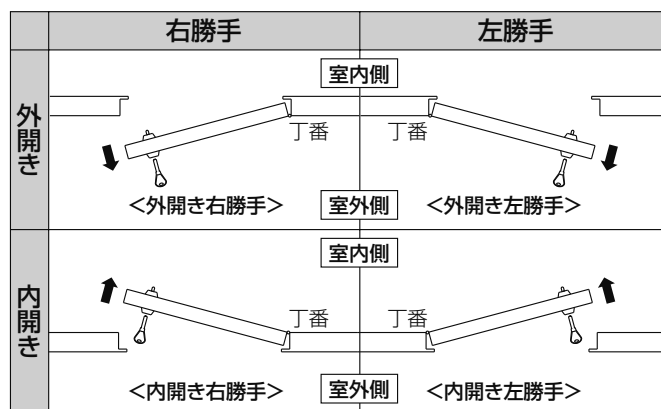 右勝手
左勝手
外開き
室内側
丁番
丁番
<外開き右勝手>
室外側
<外開き左勝手>
内開き
室内側
丁番
丁番
<内開き右勝手>
室外側
<内開き左勝手>